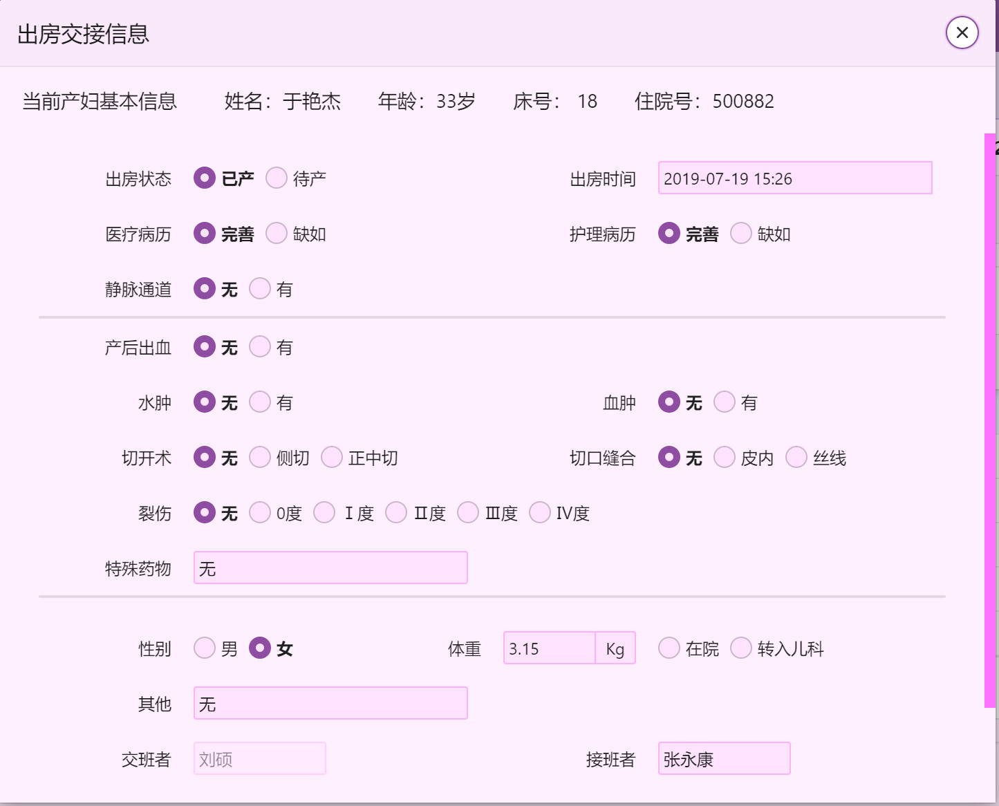 出房交接信息
当前产妇基本信息 姓名：于艳杰 年龄：33岁 床号： 18 住院号：500882
出房状态 已产 待产 出房时间 2019-07-19 15:26
医疗病历 完善 缺如 护理病历 完善 缺如
静脉通道 无 有
产后出血 无 有
水肿 无 有 血肿 无 有
切开术 无 侧切 正中切 切口缝合 无 皮内 丝线
裂伤 无 0度 Ⅰ度 Ⅱ度 Ⅲ度 Ⅳ度
特殊药物 无
性别 男 女 体重 3.15 Kg 在院 转入儿科
其他 无
交班者 刘硕 接班者 张永康